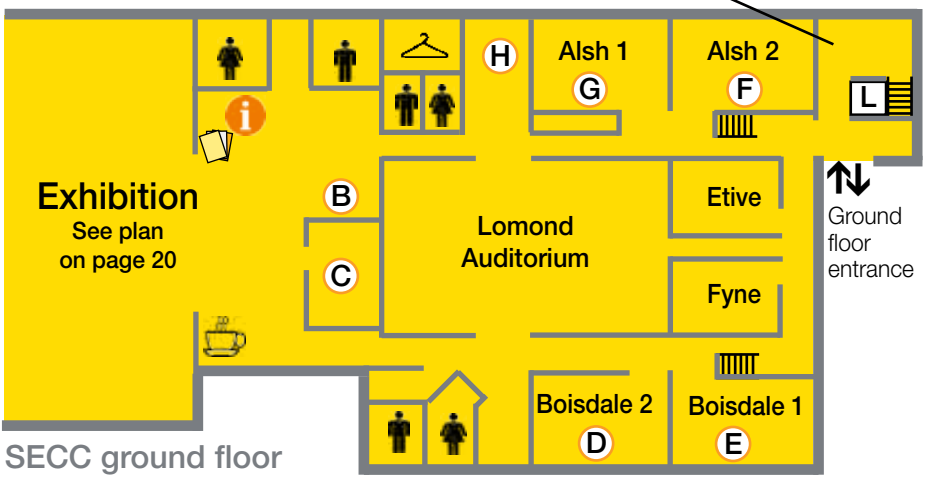 H
Alsh 1
G
Alsh 2
F
L
i
Exhibition
See plan
on page 20
B
C
Lomond
Auditorium
Etive
Fyne
Ground
floor
entrance
Boisdale 2
D
Boisdale 1
E
SECC ground floor